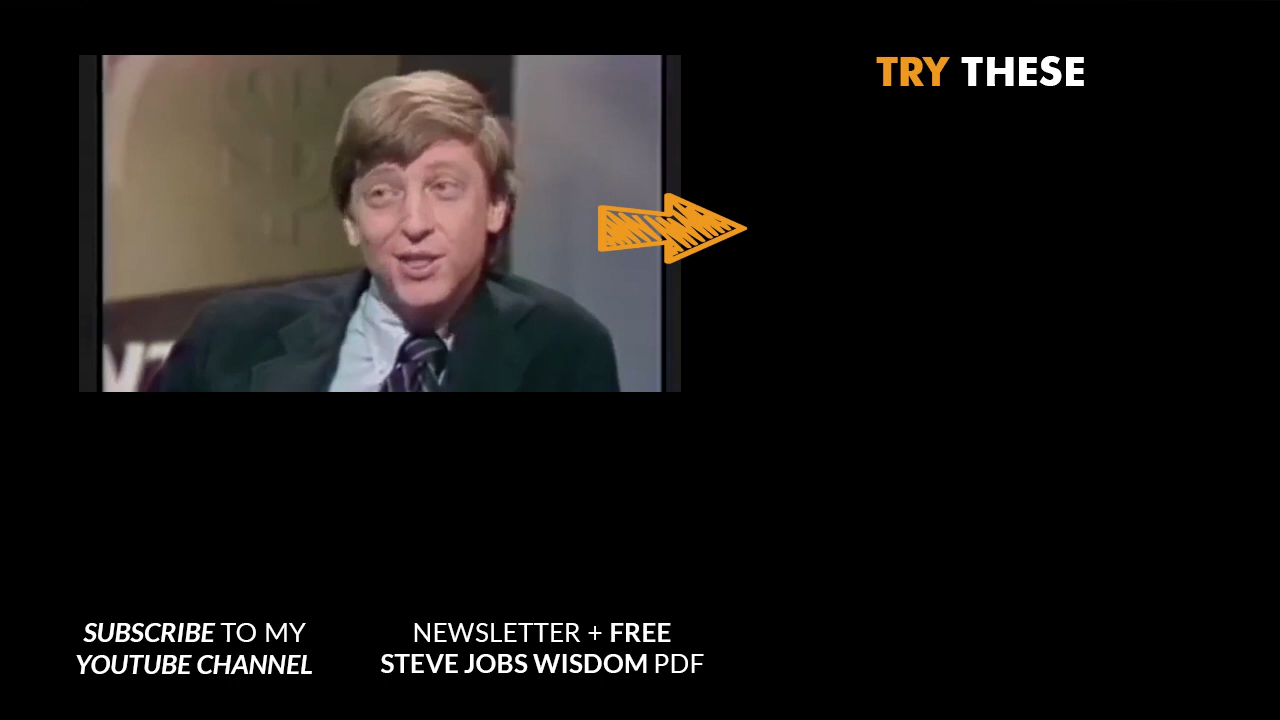 TRY THESE
SUBSCRIBE TO MY
YOUTUBE CHANNEL
NEWSLETTER + FREE
STEVE JOBS WISDOM PDF